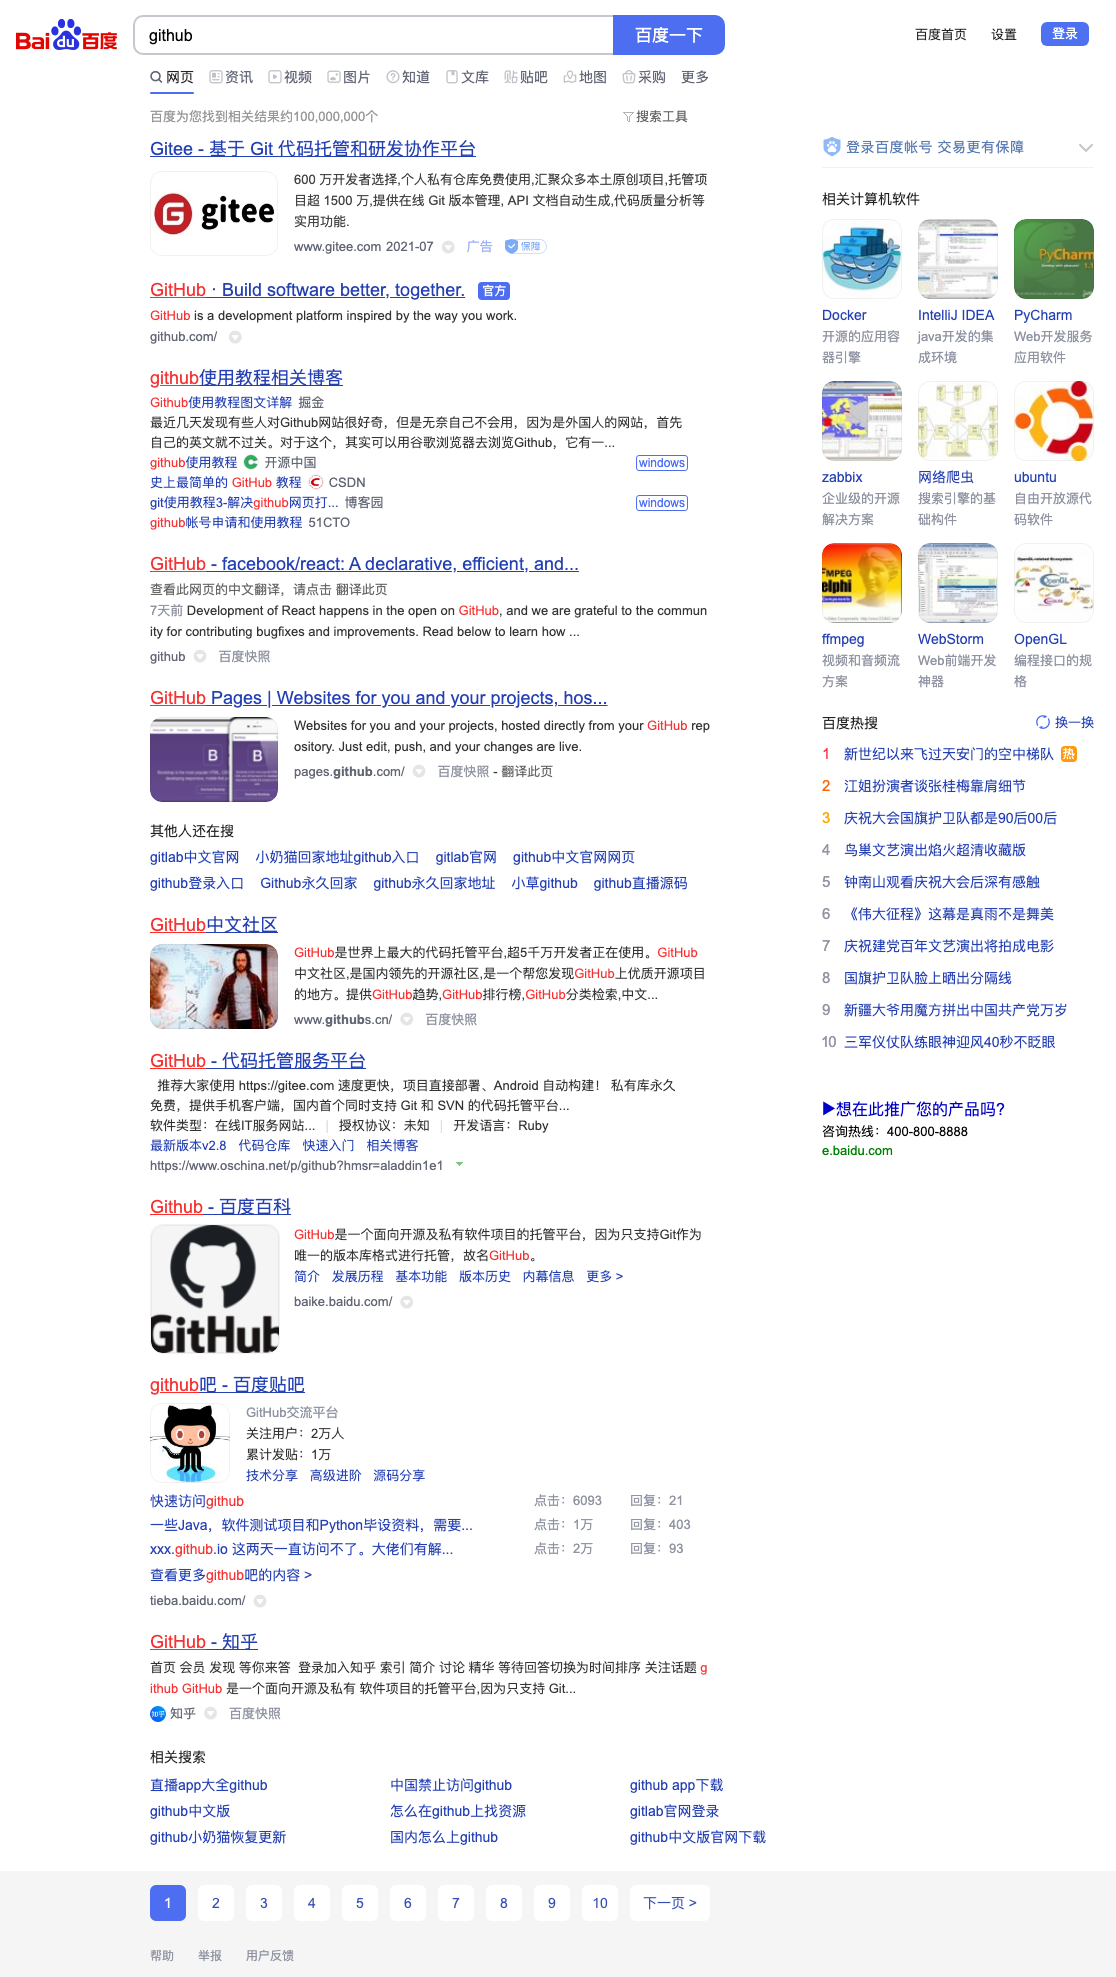 Bai du 百度
github
百度一下
百度首页 设置 登录
网页 资讯 视频 图片 知道 文库 贴吧 地图 采购 更多
百度为您找到相关结果约100,000,000个
搜索工具
Gitee - 基于 Git 代码托管和研发协作平台
gitee
600 万开发者选择,个人私有仓库免费使用,汇聚众多本土原创项目,托管项
目超 1500 万,提供在线 Git 版本管理, API 文档自动生成,代码质量分析等
实用功能.
www.gitee.com 2021-07 广告 保障
GitHub · Build software better, together. 官方
GitHub is a development platform inspired by the way you work.
github.com/
github使用教程相关博客
Github使用教程图文详解 掘金
最近几天发现有些人对Github网站很好奇，但是无奈自己不会用，因为是外国人的网站，首先
自己的英文就不过关。对于这个，其实可以用谷歌浏览器去浏览Github，它有一...
github使用教程 开源中国 windows
史上最简单的 GitHub 教程 CSDN
git使用教程3-解决github网页打... 博客园 windows
github帐号申请和使用教程 51CTO
GitHub - facebook/react: A declarative, efficient, and...
查看此网页的中文翻译，请点击 翻译此页
7天前 Development of React happens in the open on GitHub, and we are grateful to the commun
ity for contributing bugfixes and improvements. Read below to learn how ...
github 百度快照
GitHub Pages | Websites for you and your projects, hos...
B
B
Websites for you and your projects, hosted directly from your GitHub rep
ository. Just edit, push, and your changes are live.
pages.github.com/ 百度快照 - 翻译此页
其他人还在搜
gitlab中文官网 小奶猫回家地址github入口 gitlab官网 github中文官网网页
github登录入口 Github永久回家 github永久回家地址 小草github github直播源码
GitHub中文社区
GitHub是世界上最大的代码托管平台,超5千万开发者正在使用。GitHub
中文社区,是国内领先的开源社区,是一个帮您发现GitHub上优质开源项目
的地方。提供GitHub趋势,GitHub排行榜,GitHub分类检索,中文...
www.githubs.cn/ 百度快照
GitHub - 代码托管服务平台
推荐大家使用 https://gitee.com 速度更快，项目直接部署、Android 自动构建！ 私有库永久
免费，提供手机客户端，国内首个同时支持 Git 和 SVN 的代码托管平台...
软件类型：在线IT服务网站... | 授权协议：未知 | 开发语言：Ruby
最新版本v2.8 代码仓库 快速入门 相关博客
https://www.oschina.net/p/github?hmsr=aladdin1e1
Github - 百度百科
GitHub
GitHub是一个面向开源及私有软件项目的托管平台，因为只支持Git作为
唯一的版本库格式进行托管，故名GitHub。
简介 发展历程 基本功能 版本历史 内幕信息 更多 >
baike.baidu.com/
github吧 - 百度贴吧
GitHub交流平台
关注用户：2万人
累计发贴：1万
技术分享 高级进阶 源码分享
快速访问github 点击：6093 回复：21
一些Java，软件测试项目和Python毕设资料，需要... 点击：1万 回复：403
xxx.github.io 这两天一直访问不了。大佬们有解... 点击：2万 回复：93
查看更多github吧的内容 >
tieba.baidu.com/
GitHub - 知乎
首页 会员 发现 等你来答 登录加入知乎 索引 简介 讨论 精华 等待回答切换为时间排序 关注话题 g
ithub GitHub 是一个面向开源及私有 软件项目的托管平台,因为只支持 Git...
知乎 知乎 百度快照
相关搜索
直播app大全github 中国禁止访问github github app下载
github中文版 怎么在github上找资源 gitlab官网登录
github小奶猫恢复更新 国内怎么上github github中文版官网下载
1 2 3 4 5 6 7 8 9 10 下一页 >
帮助 举报 用户反馈
登录百度帐号 交易更有保障
相关计算机软件
PyCharm
Docker IntelliJ IDEA PyCharm
开源的应用容 java开发的集 Web开发服务
器引擎 成环境 应用软件
zabbix 网络爬虫 ubuntu
企业级的开源 搜索引擎的基 自由开放源代
解决方案 础构件 码软件
FMPEG
elphi
OpenGL
ffmpeg WebStorm OpenGL
视频和音频流 Web前端开发 编程接口的规
方案 神器 格
百度热搜 换一换
1 新世纪以来飞过天安门的空中梯队 热
2 江姐扮演者谈张桂梅靠肩细节
3 庆祝大会国旗护卫队都是90后00后
4 鸟巢文艺演出焰火超清收藏版
5 钟南山观看庆祝大会后深有感触
6 《伟大征程》这幕是真雨不是舞美
7 庆祝建党百年文艺演出将拍成电影
8 国旗护卫队脸上晒出分隔线
9 新疆大爷用魔方拼出中国共产党万岁
10 三军仪仗队练眼神迎风40秒不眨眼
▶想在此推广您的产品吗?
咨询热线：400-800-8888
e.baidu.com